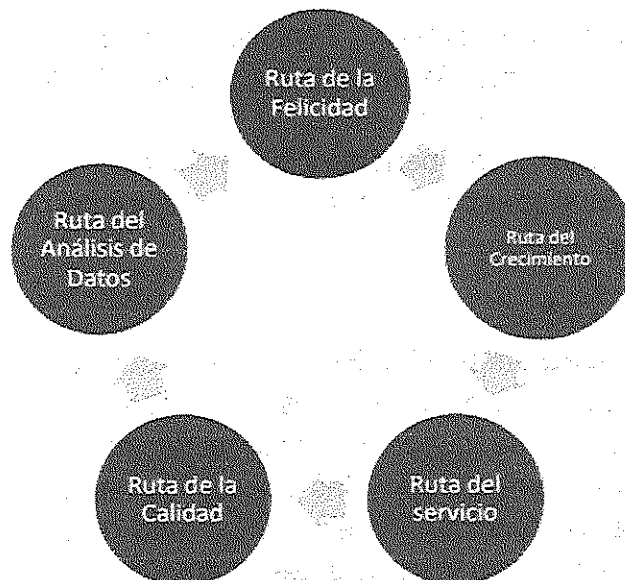 Ruta de la
Felicidad
Ruta del
Crecimiento
Ruta del
servicio
Ruta de la
Calidad
Ruta del
Análisis de
Datos